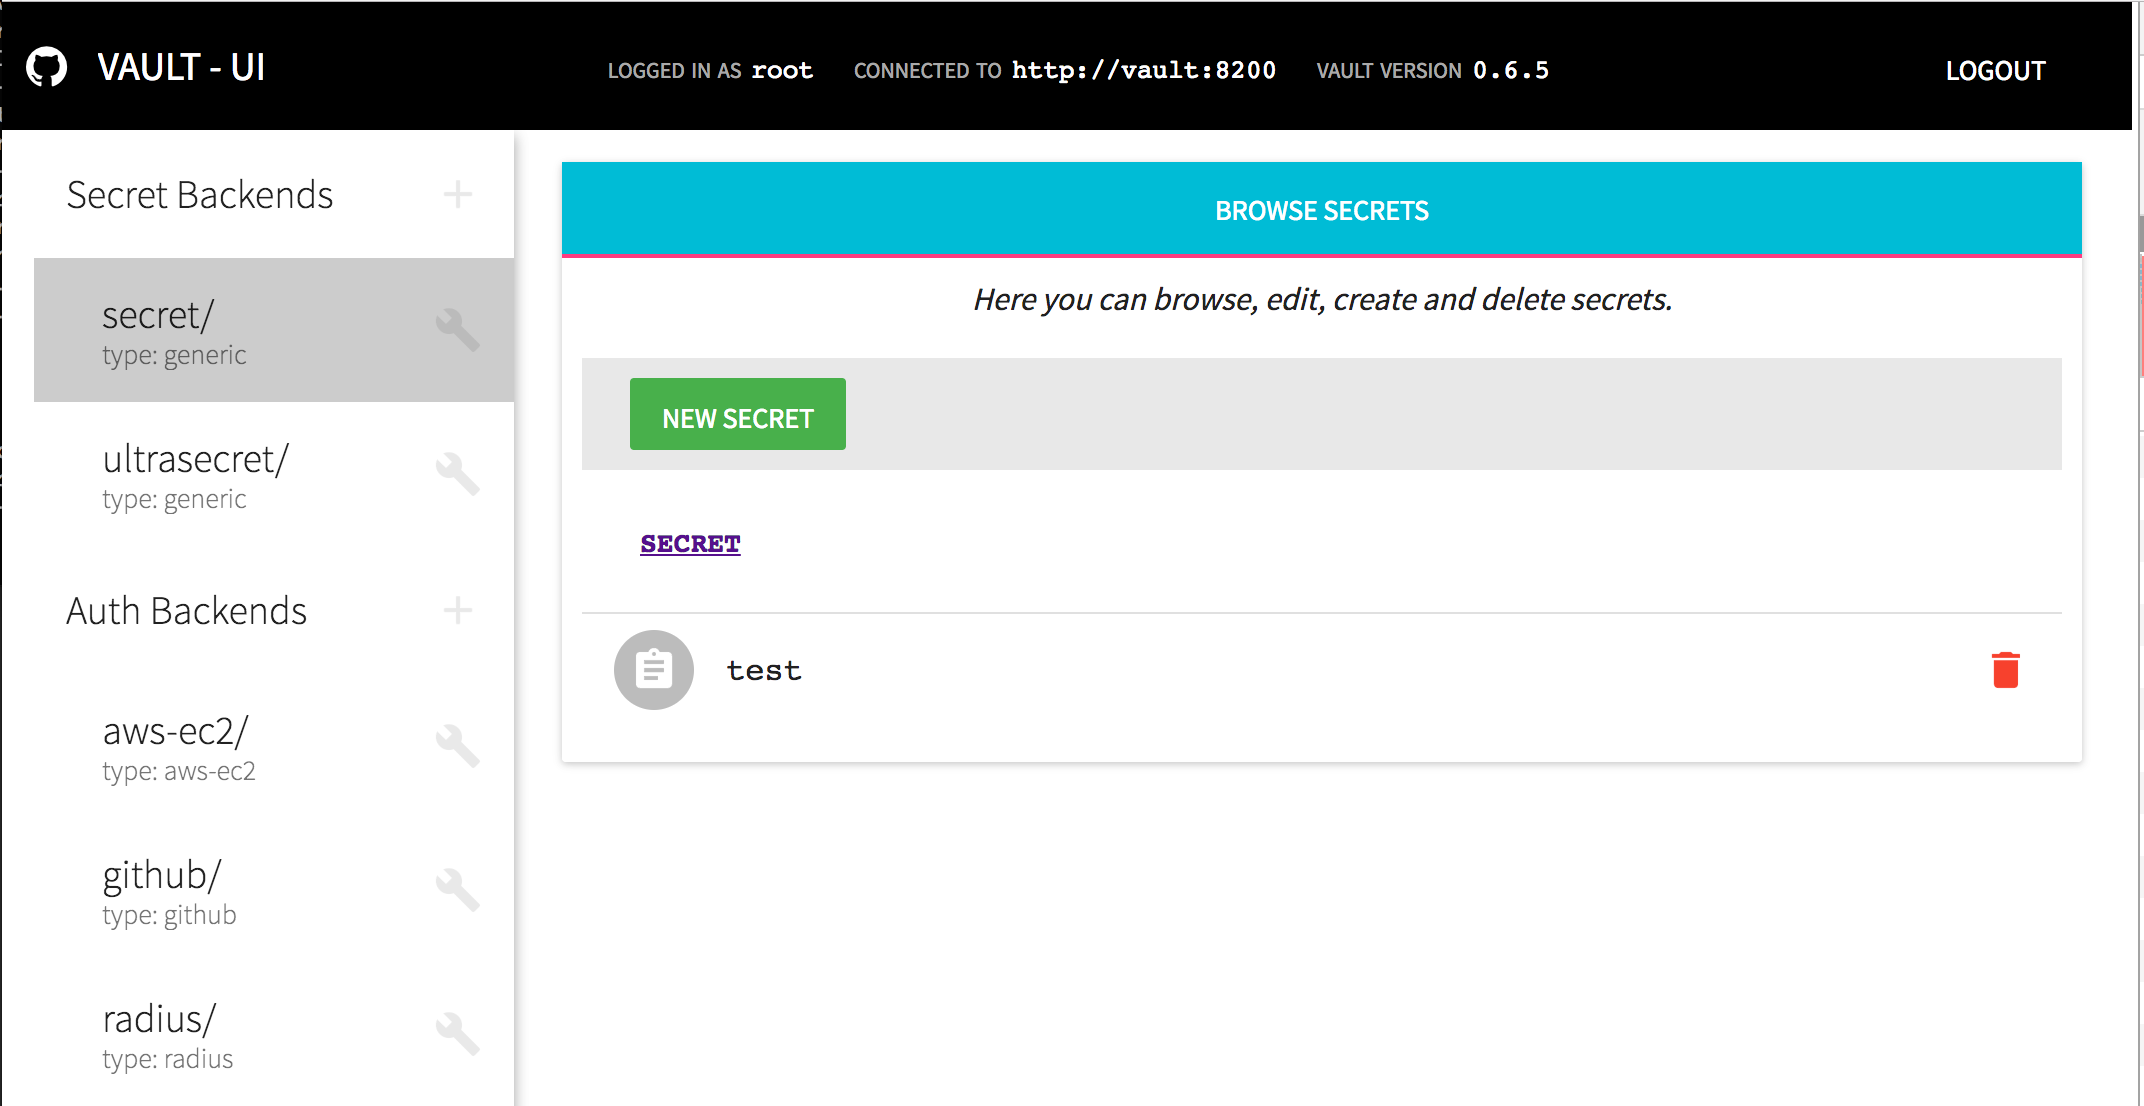 VAULT - UI
LOGGED IN AS root CONNECTED TO http://vault:8200 VAULT VERSION 0.6.5
LOGOUT
Secret Backends
secret/
type: generic
ultrasecret/
type: generic
Auth Backends
aws-ec2/
type: aws-ec2
github/
type: github
radius/
type: radius
BROWSE SECRETS
Here you can browse, edit, create and delete secrets.
NEW SECRET
SECRET
test